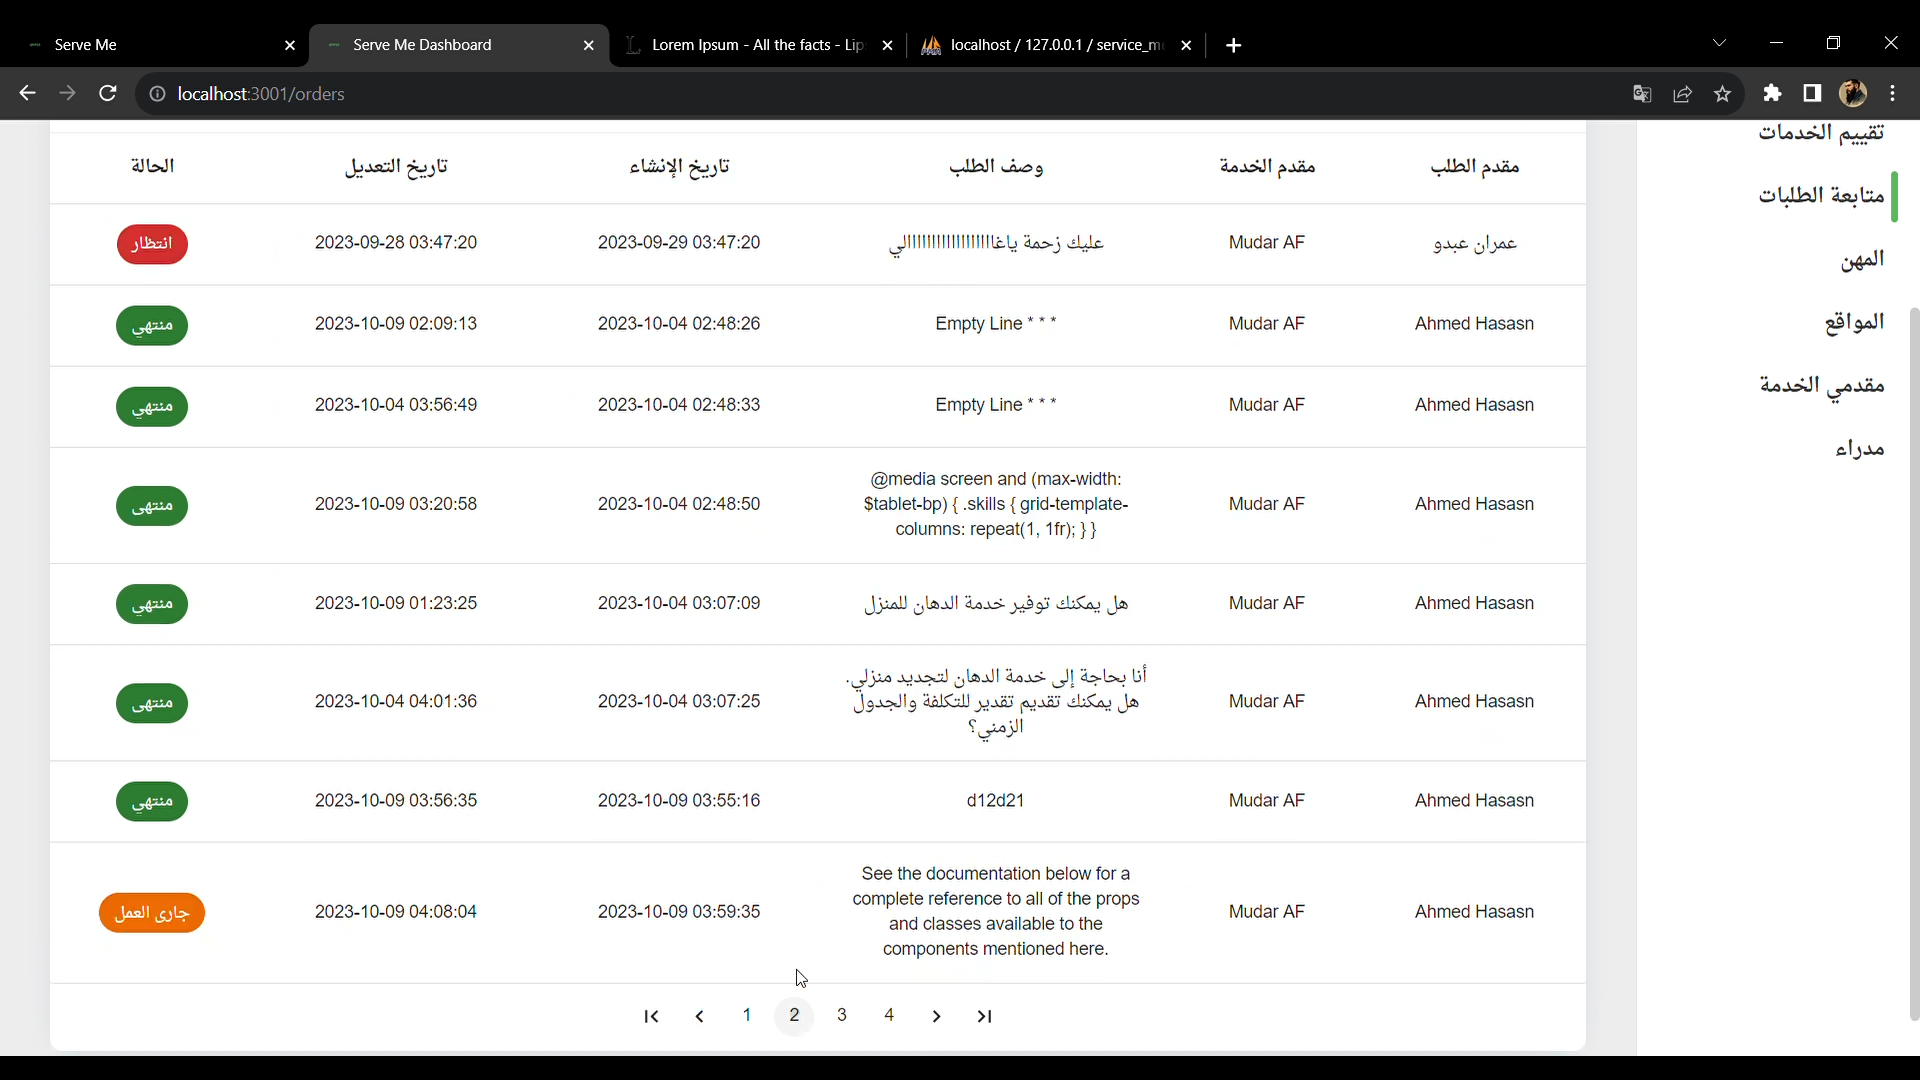 Serve Me
Serve Me Dashboard
Lorem Ipsum - All the facts - Lip
localhost / 127.0.0.1 / service_m
localhost:3001/orders
تقييم الخدمات
متابعة الطلبات
المهن
المواقع
مقدمي الخدمة
مدراء
مقدم الطلب مقدم الخدمة وصف الطلب تاريخ الإنشاء تاريخ التعديل الحالة
عمران عبدو Mudar AF عليك زحمة ياغااااااااااااااااااالي 2023-09-29 03:47:20 2023-09-28 03:47:20 انتظار
Ahmed Hasasn Mudar AF Empty Line * * * 2023-10-04 02:48:26 2023-10-09 02:09:13 منتهي
Ahmed Hasasn Mudar AF Empty Line * * * 2023-10-04 02:48:33 2023-10-04 03:56:49 منتهي
@media screen and (max-width:
$tablet-bp) { .skills { grid-template-
columns: repeat(1, 1fr); } }
Ahmed Hasasn Mudar AF 2023-10-04 02:48:50 2023-10-09 03:20:58 منتهي
Ahmed Hasasn Mudar AF هل يمكنك توفير خدمة الدهان للمنزل 2023-10-04 03:07:09 2023-10-09 01:23:25 منتهي
أنا بحاجة إلى خدمة الدهان لتجديد منزلي.
هل يمكنك تقديم تقدير للتكلفة والجدول
الزمني؟
Ahmed Hasasn Mudar AF 2023-10-04 03:07:25 2023-10-04 04:01:36 منتهي
Ahmed Hasasn Mudar AF d12d21 2023-10-09 03:55:16 2023-10-09 03:56:35 منتهي
See the documentation below for a
complete reference to all of the props
and classes available to the
components mentioned here.
Ahmed Hasasn Mudar AF 2023-10-09 03:59:35 2023-10-09 04:08:04 جارى العمل
1 2 3 4